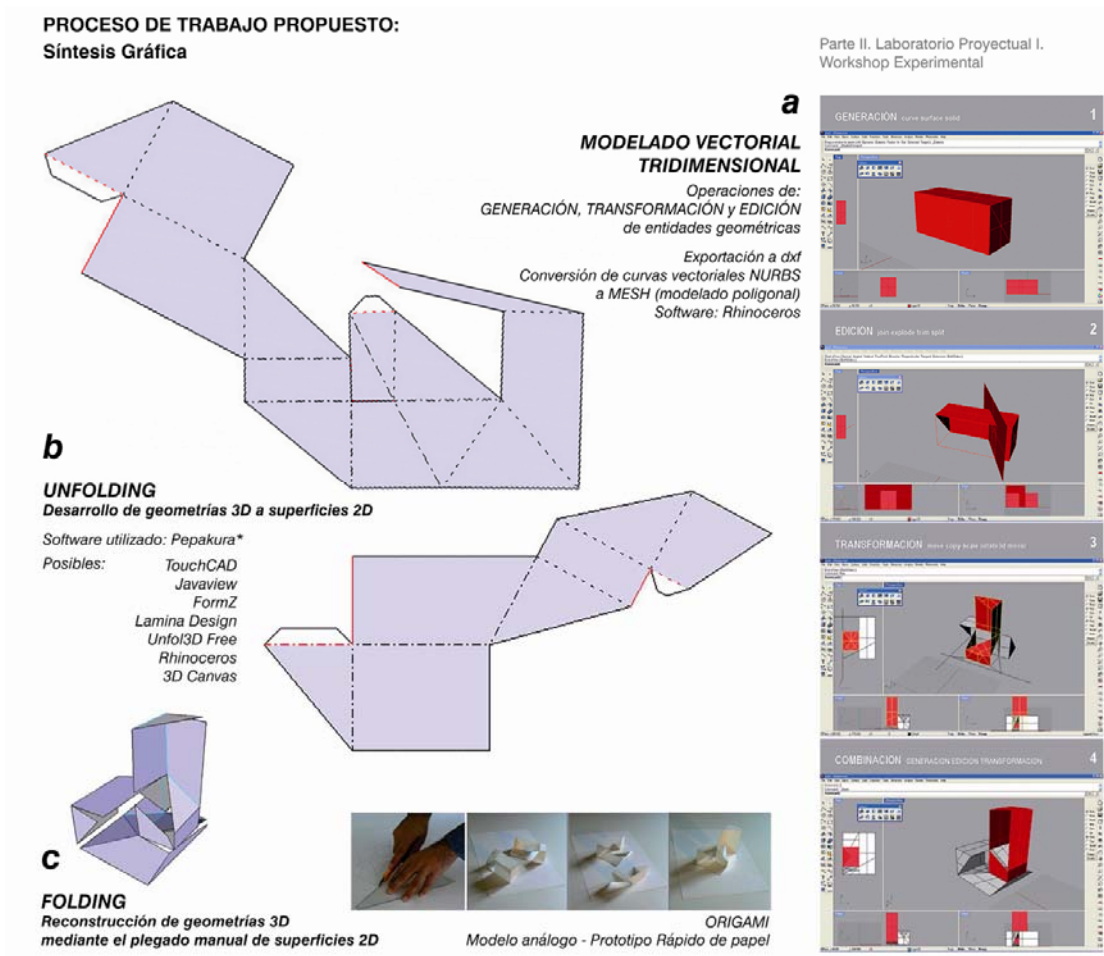 PROCESO DE TRABAJO PROPUESTO:
Síntesis Gráfica
Parte II. Laboratorio Proyectual I.
Workshop Experimental
a
MODELADO VECTORIAL
TRIDIMENSIONAL
Operaciones de:
GENERACIÓN, TRANSFORMACIÓN y EDICIÓN
de entidades geométricas
Exportación a dxf
Conversión de curvas vectoriales NURBS
a MESH (modelado poligonal)
Software: Rhinoceros
b
UNFOLDING
Desarrollo de geometrías 3D a superficies 2D
Software utilizado: Pepakura*
Posibles:
TouchCAD
Javaview
FormZ
Lamina Design
Unfol3D Free
Rhinoceros
3D Canvas
c
FOLDING
Reconstrucción de geometrías 3D
mediante el plegado manual de superficies 2D
ORIGAMI
Modelo análogo - Prototipo Rápido de papel
GENERACIÓN curve surface solid 1
EDICION join explode trim split 2
TRANSFORMACION move copy scale rotate 3
COMBINACION GENERACION EDICION TRANSFORMACION 4